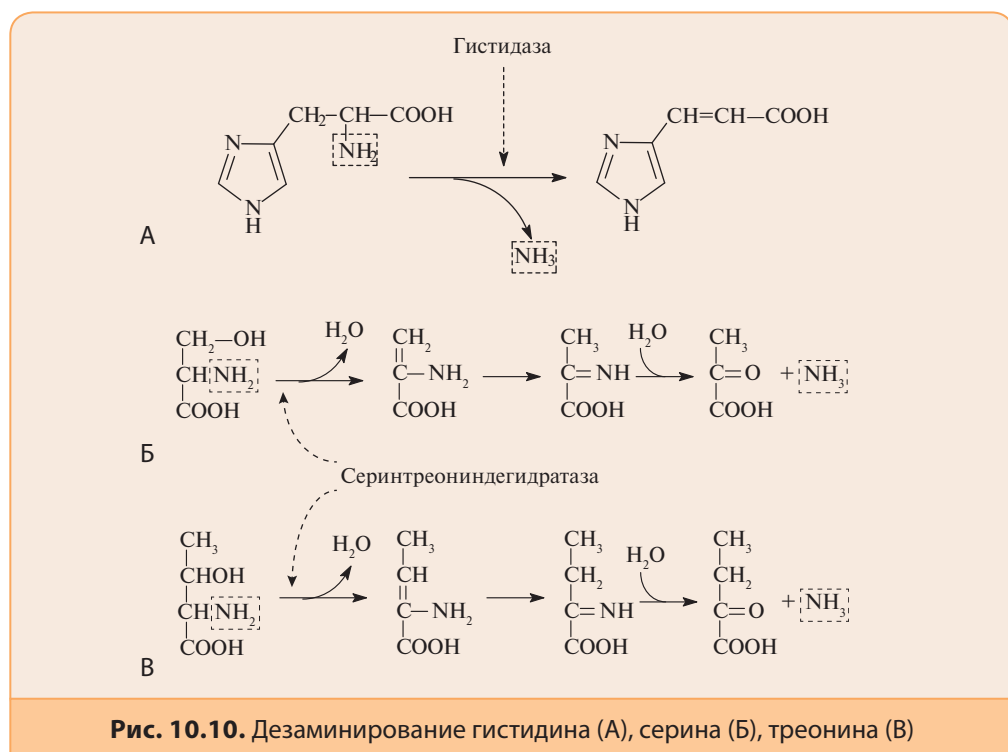 Гистидаза
CH₂–CH–COOH
NH₂
N
N
H
CH=CH–COOH
N
N
H
А
NH₃
CH₂–OH
CH NH₂
COOH
H₂O
CH₂
C–NH₂
COOH
CH₃
C=NH
COOH
H₂O
CH₃
C=O
COOH
+ NH₃
Б
Серинтреониндегидратаза
CH₃
CHOH
CH NH₂
COOH
H₂O
CH₃
CH
C–NH₂
COOH
CH₃
CH₂
C=NH
COOH
H₂O
CH₃
CH₂
C=O
COOH
+ NH₃
В
Рис. 10.10. Дезаминирование гистидина (А), серина (Б), треонина (В)